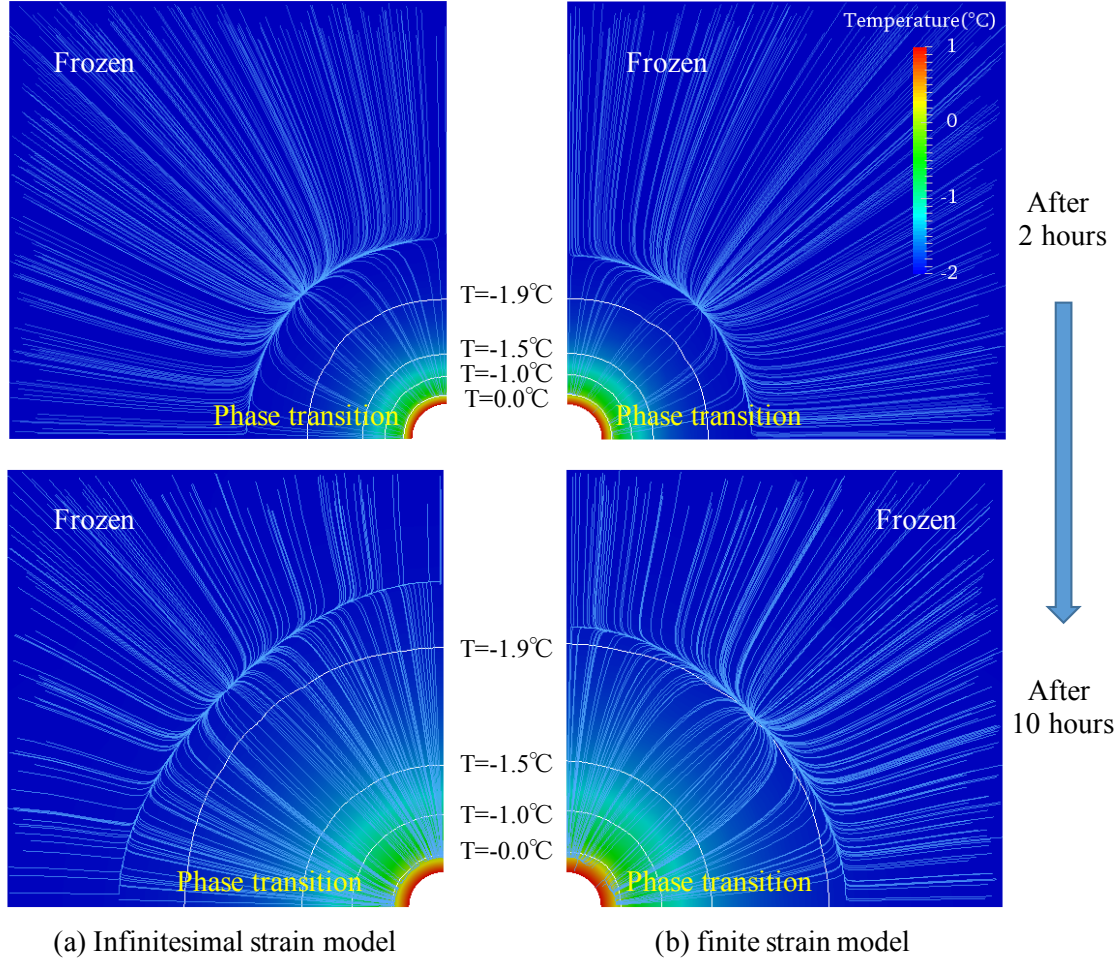 Temperature(°C)
1
0
-1
-2
Frozen
Frozen
After
2 hours
T=-1.9℃
T=-1.5℃
T=-1.0℃
T=0.0℃
Phase transition
Phase transition
Frozen
Frozen
T=-1.9℃
T=-1.5℃
T=-1.0℃
T=-0.0℃
After
10 hours
Phase transition
Phase transition
(a) Infinitesimal strain model
(b) finite strain model